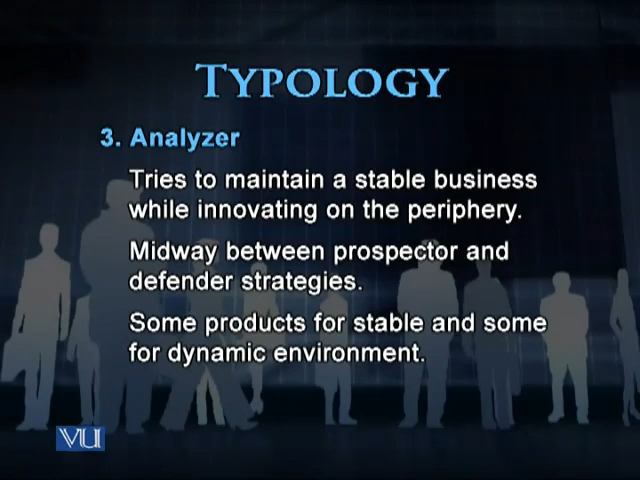 TYPOLOGY
3. Analyzer
Tries to maintain a stable business
while innovating on the periphery.
Midway between prospector and
defender strategies.
Some products for stable and some
for dynamic environment.
VU